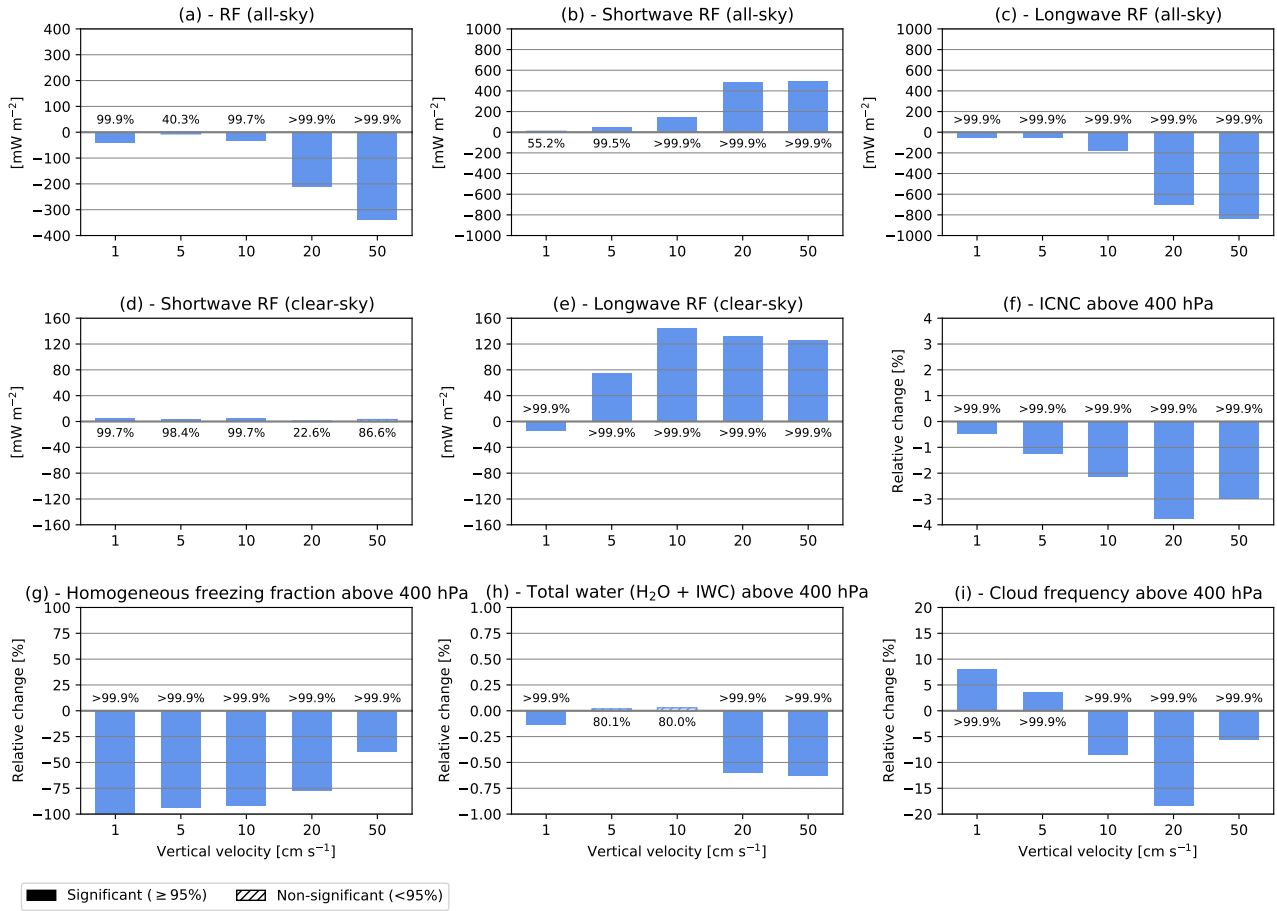 (a) - RF (all-sky)
[mW m−2]
400
300
200
100
0
−100
−200
−300
−400
99.9% 40.3% 99.7% >99.9% >99.9%
1 5 10 20 50
(b) - Shortwave RF (all-sky)
[mW m−2]
1000
800
600
400
200
0
−200
−400
−600
−800
−1000
55.2% 99.5% >99.9% >99.9% >99.9%
1 5 10 20 50
(c) - Longwave RF (all-sky)
[mW m−2]
1000
800
600
400
200
0
−200
−400
−600
−800
−1000
>99.9% >99.9% >99.9% >99.9% >99.9%
1 5 10 20 50
(d) - Shortwave RF (clear-sky)
[mW m−2]
160
120
80
40
0
−40
−80
−120
−160
99.7% 98.4% 99.7% 22.6% 86.6%
1 5 10 20 50
(e) - Longwave RF (clear-sky)
[mW m−2]
160
120
80
40
0
−40
−80
−120
−160
>99.9% >99.9% >99.9% >99.9% >99.9%
1 5 10 20 50
(f) - ICNC above 400 hPa
Relative change [%]
4
3
2
1
0
−1
−2
−3
−4
>99.9% >99.9% >99.9% >99.9% >99.9%
1 5 10 20 50
(g) - Homogeneous freezing fraction above 400 hPa
Relative change [%]
100
75
50
25
0
−25
−50
−75
−100
>99.9% >99.9% >99.9% >99.9% >99.9%
1 5 10 20 50
Vertical velocity [cm s−1]
(h) - Total water (H2O + IWC) above 400 hPa
Relative change [%]
1.00
0.75
0.50
0.25
0.00
−0.25
−0.50
−0.75
−1.00
>99.9% 80.1% 80.0% >99.9% >99.9%
1 5 10 20 50
Vertical velocity [cm s−1]
(i) - Cloud frequency above 400 hPa
Relative change [%]
20
15
10
5
0
−5
−10
−15
−20
>99.9% >99.9% >99.9% >99.9% >99.9%
1 5 10 20 50
Vertical velocity [cm s−1]
Significant (≥95%) Non-significant (<95%)